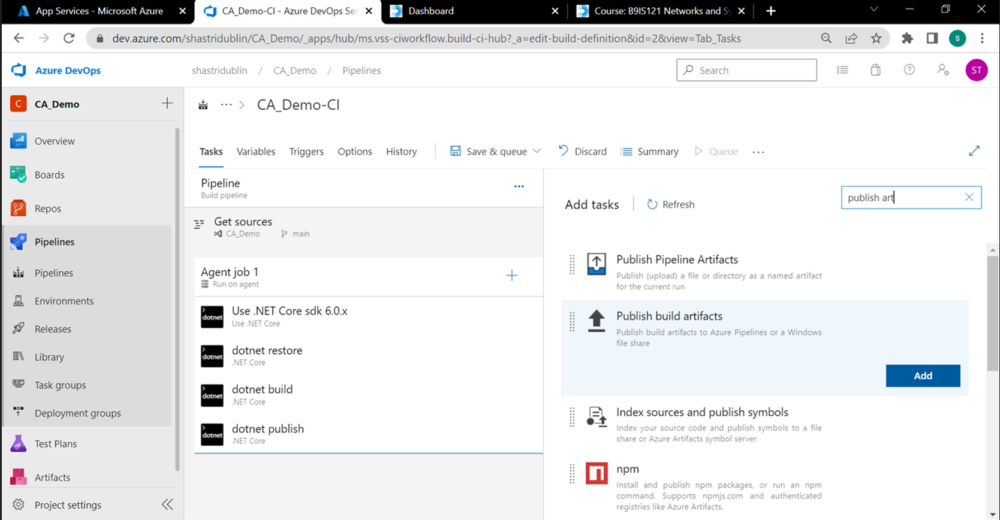 App Services - Microsoft Azure
CA_Demo-CI - Azure DevOps Ser
Dashboard
Course: B9IS121 Networks and Sy
dev.azure.com/shastridublin/CA_Demo/_apps/hub/ms.vss-ciworkflow.build-ci-hub?_a=edit-build-definition&id=2&view=Tab_Tasks
S
Azure DevOps
shastridublin / CA_Demo / Pipelines
Search
ST
C
CA_Demo
Overview
Boards
Repos
Pipelines
Pipelines
Environments
Releases
Library
Task groups
Deployment groups
Test Plans
Artifacts
Project settings
CA_Demo-CI
Tasks
Variables
Triggers
Options
History
Save & queue
Discard
Summary
Queue
Pipeline
Build pipeline
Get sources
CA_Demo
main
Agent job 1
Run on agent
dotnet
Use .NET Core sdk 6.0.x
Use .NET Core
dotnet
dotnet restore
.NET Core
dotnet
dotnet build
.NET Core
dotnet
dotnet publish
.NET Core
Add tasks
Refresh
publish art
Publish Pipeline Artifacts
Publish (upload) a file or directory as a named artifact
for the current run
Publish build artifacts
Publish build artifacts to Azure Pipelines or a Windows
file share
Add
Index sources and publish symbols
Index your source code and publish symbols to a file
share or Azure Artifacts symbol server
npm
Install and publish npm packages, or run an npm
command. Supports npmjs.com and authenticated
registries like Azure Artifacts.